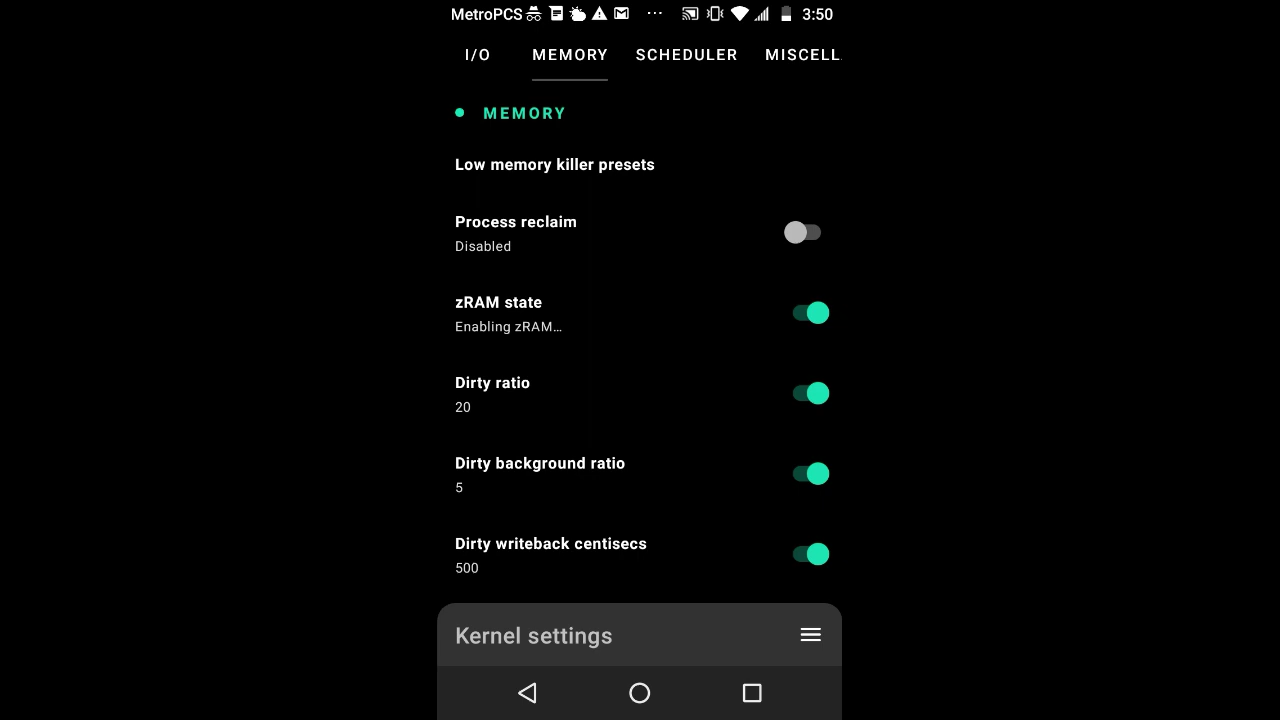 MetroPCS ... 3:50
I/O MEMORY SCHEDULER MISCELL
MEMORY
Low memory killer presets
Process reclaim
Disabled
zRAM state
Enabling zRAM...
Dirty ratio
20
Dirty background ratio
5
Dirty writeback centisecs
500
Kernel settings